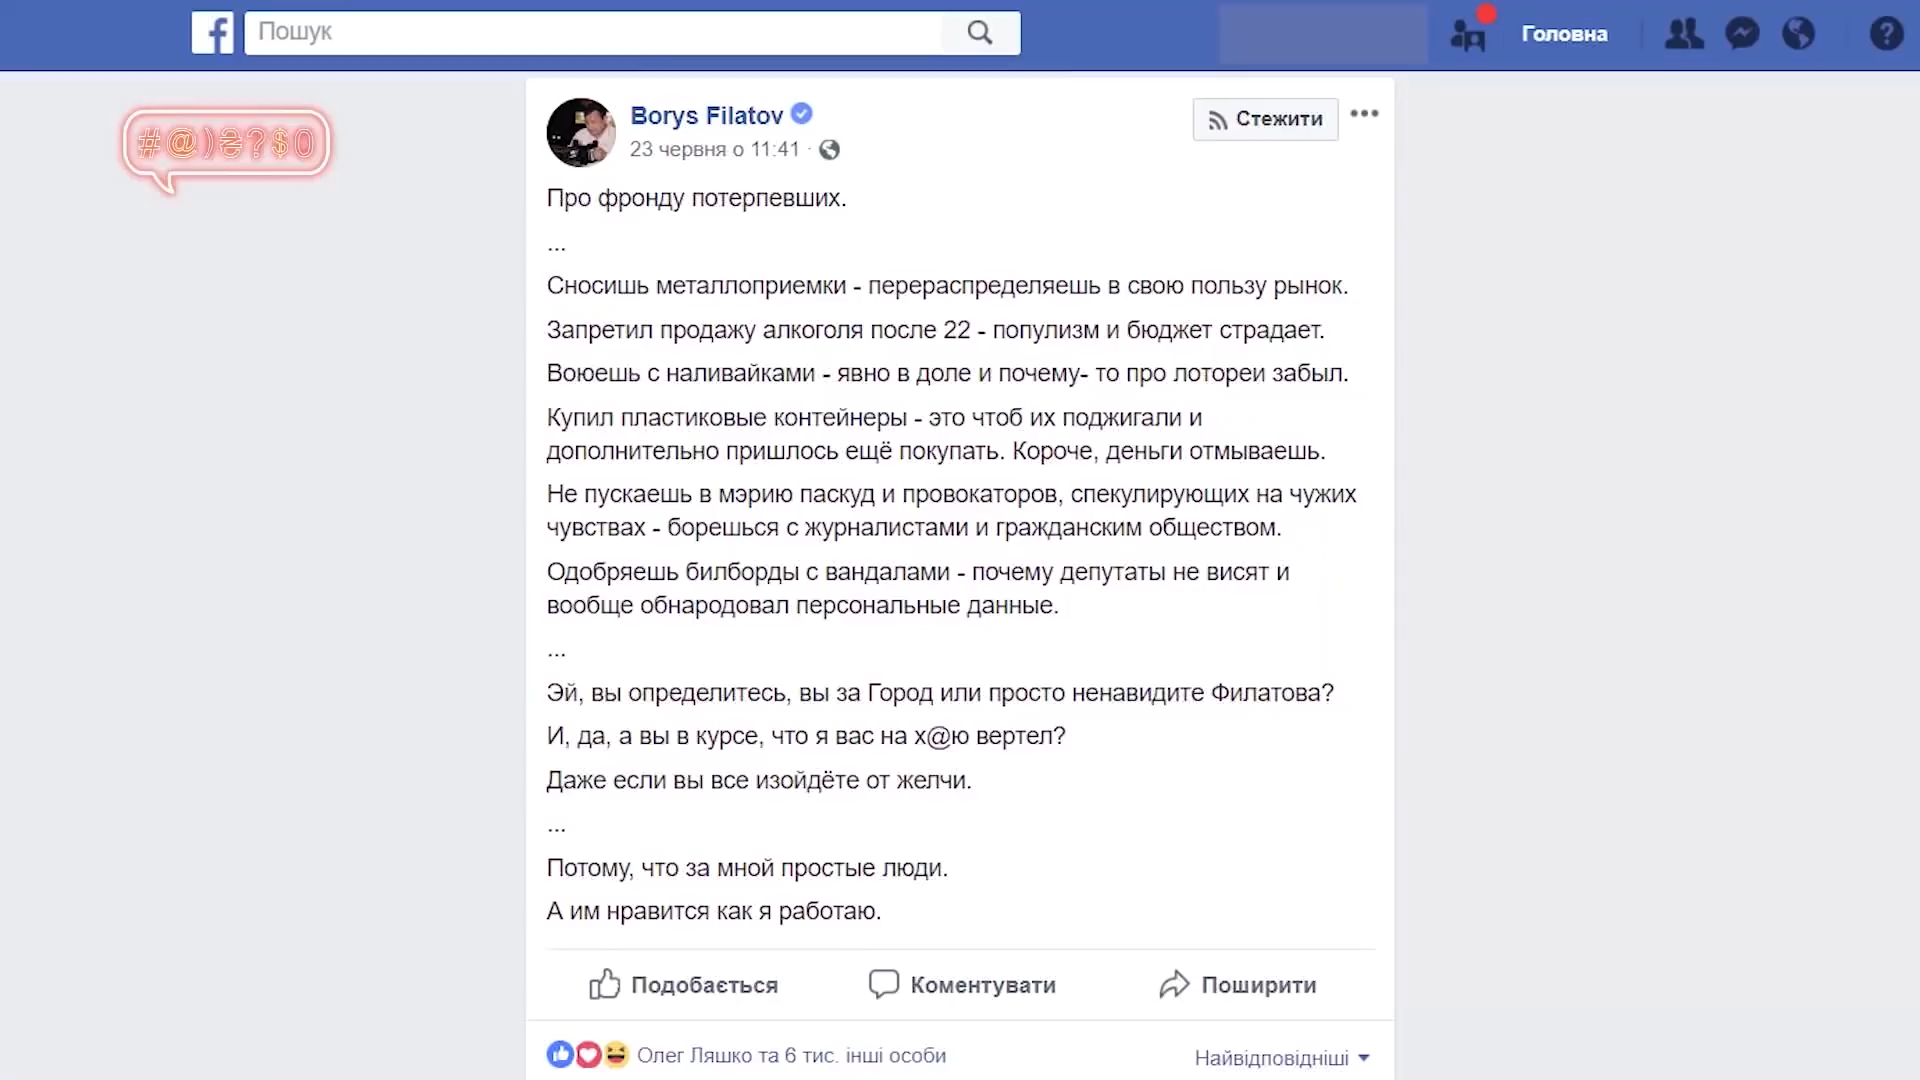 Пошук
Головна
#@)₴?$0
Borys Filatov
Стежити
23 червня о 11:41 ·
Про фронду потерпевших.
...
Сносишь металлоприемки - перераспределяешь в свою пользу рынок.
Запретил продажу алкоголя после 22 - популизм и бюджет страдает.
Воюешь с наливайками - явно в доле и почему- то про лотореи забыл.
Купил пластиковые контейнеры - это чтоб их поджигали и
дополнительно пришлось ещё покупать. Короче, деньги отмываешь.
Не пускаешь в мэрию паскуд и провокаторов, спекулирующих на чужих
чувствах - борешься с журналистами и гражданским обществом.
Одобряешь билборды с вандалами - почему депутаты не висят и
вообще обнародовал персональные данные.
...
Эй, вы определитесь, вы за Город или просто ненавидите Филатова?
И, да, а вы в курсе, что я вас на х@ю вертел?
Даже если вы все изойдёте от желчи.
...
Потому, что за мной простые люди.
А им нравится как я работаю.
Подобається
Коментувати
Поширити
Олег Ляшко та 6 тис. інші особи
Найвідповідніші